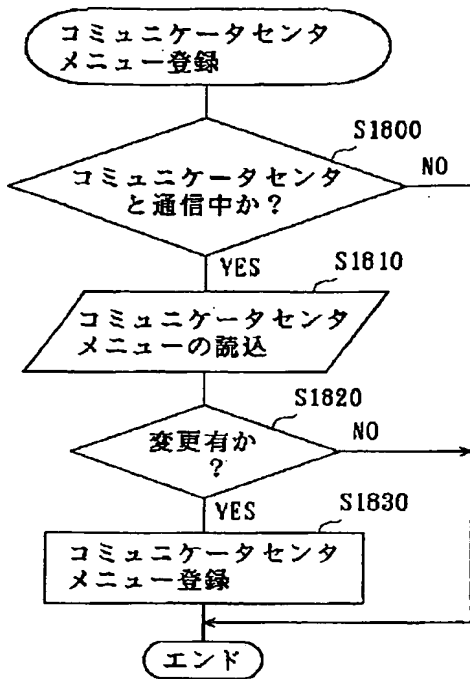 コミュニケータセンタ
メニュー登録
S1800
NO
コミュニケータセンタ
と通信中か?
YES
S1810
コミュニケータセンタ
メニューの読込
S1820
NO
変更有か
?
YES
S1830
コミュニケータセンタ
メニュー登録
エンド